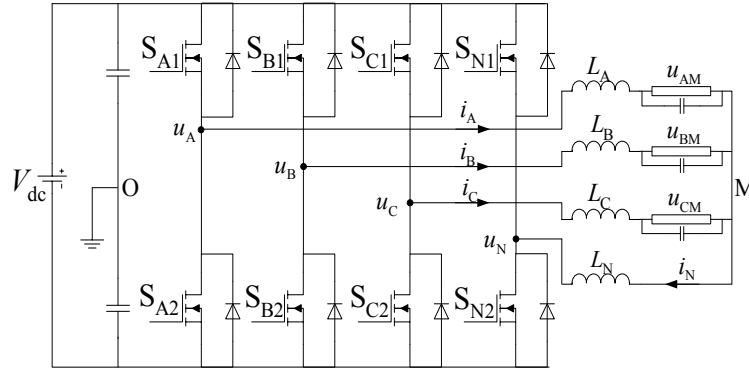 S_A1 S_B1 S_C1 S_N1
L_A u_AM
u_A i_A
L_B u_BM
V_dc + O u_B i_B M
L_C u_CM
u_C i_C
u_N L_N i_N
S_A2 S_B2 S_C2 S_N2